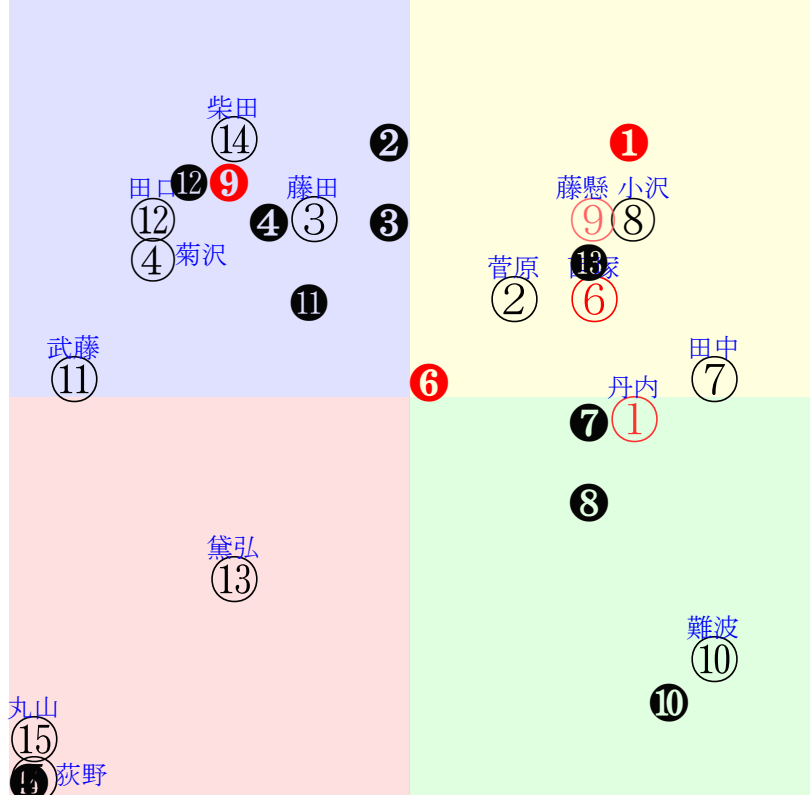 柴田
⑭
❷
❶
田口
⓬
❾
藤田
藤懸
小沢
⑫
❹
③
❸
⑨
⑧
④
菊沢
菅原
⓭
②
⑥
⓫
武藤
田中
⑪
❻
⑦
丹内
❼
①
❽
黛弘
⑬
難波
⑩
❿
丸山
⑮
荻野